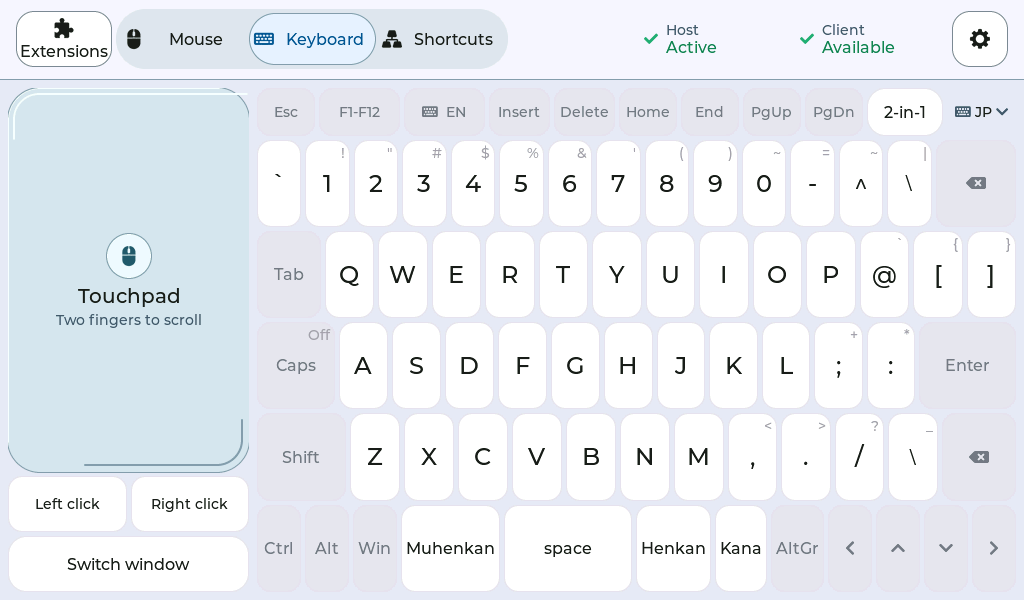 Extensions
Mouse
Keyboard
Shortcuts
Host
Active
Client
Available
Touchpad
Two fingers to scroll
Left click
Right click
Switch window
Esc
F1-F12
EN
Insert
Delete
Home
End
PgUp
PgDn
2-in-1
JP
`
! 1
" 2
# 3
$ 4
% 5
& 6
' 7
( 8
) 9
~ 0
= -
~ ^
| \
Tab
Q
W
E
R
T
Y
U
I
O
P
` @
{ [
} ]
Off
Caps
A
S
D
F
G
H
J
K
L
+ ;
* :
Enter
Shift
Z
X
C
V
B
N
M
< ,
> .
? /
_ \
Ctrl
Alt
Win
Muhenkan
space
Henkan
Kana
AltGr